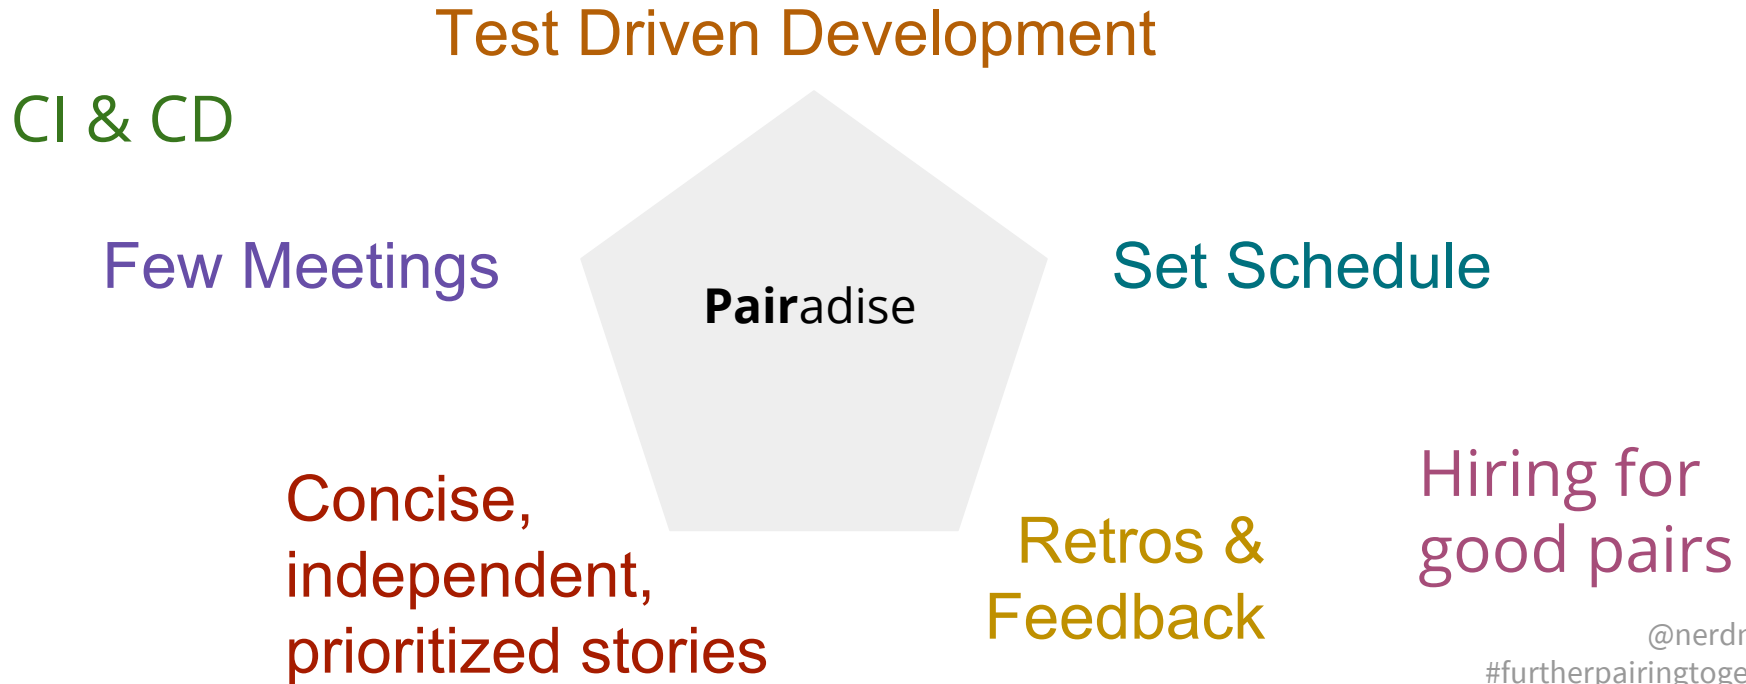 Test Driven Development
CI & CD
Few Meetings
Set Schedule
Pairadise
Concise,
independent,
prioritized stories
Retros &
Feedback
Hiring for
good pairs